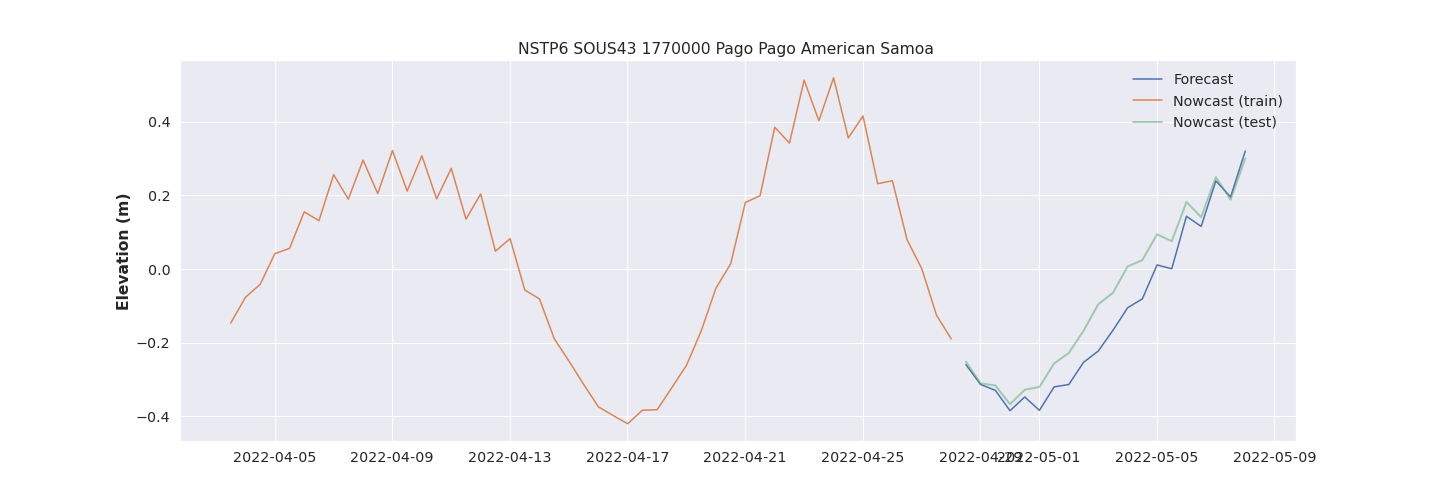 NSTP6 SOUS43 1770000 Pago Pago American Samoa
Forecast
Nowcast (train)
Nowcast (test)
Elevation (m)
0.4
0.2
0.0
−0.2
−0.4
2022-04-05 2022-04-09 2022-04-13 2022-04-17 2022-04-21 2022-04-25 2022-04-29 2022-05-01 2022-05-05 2022-05-09